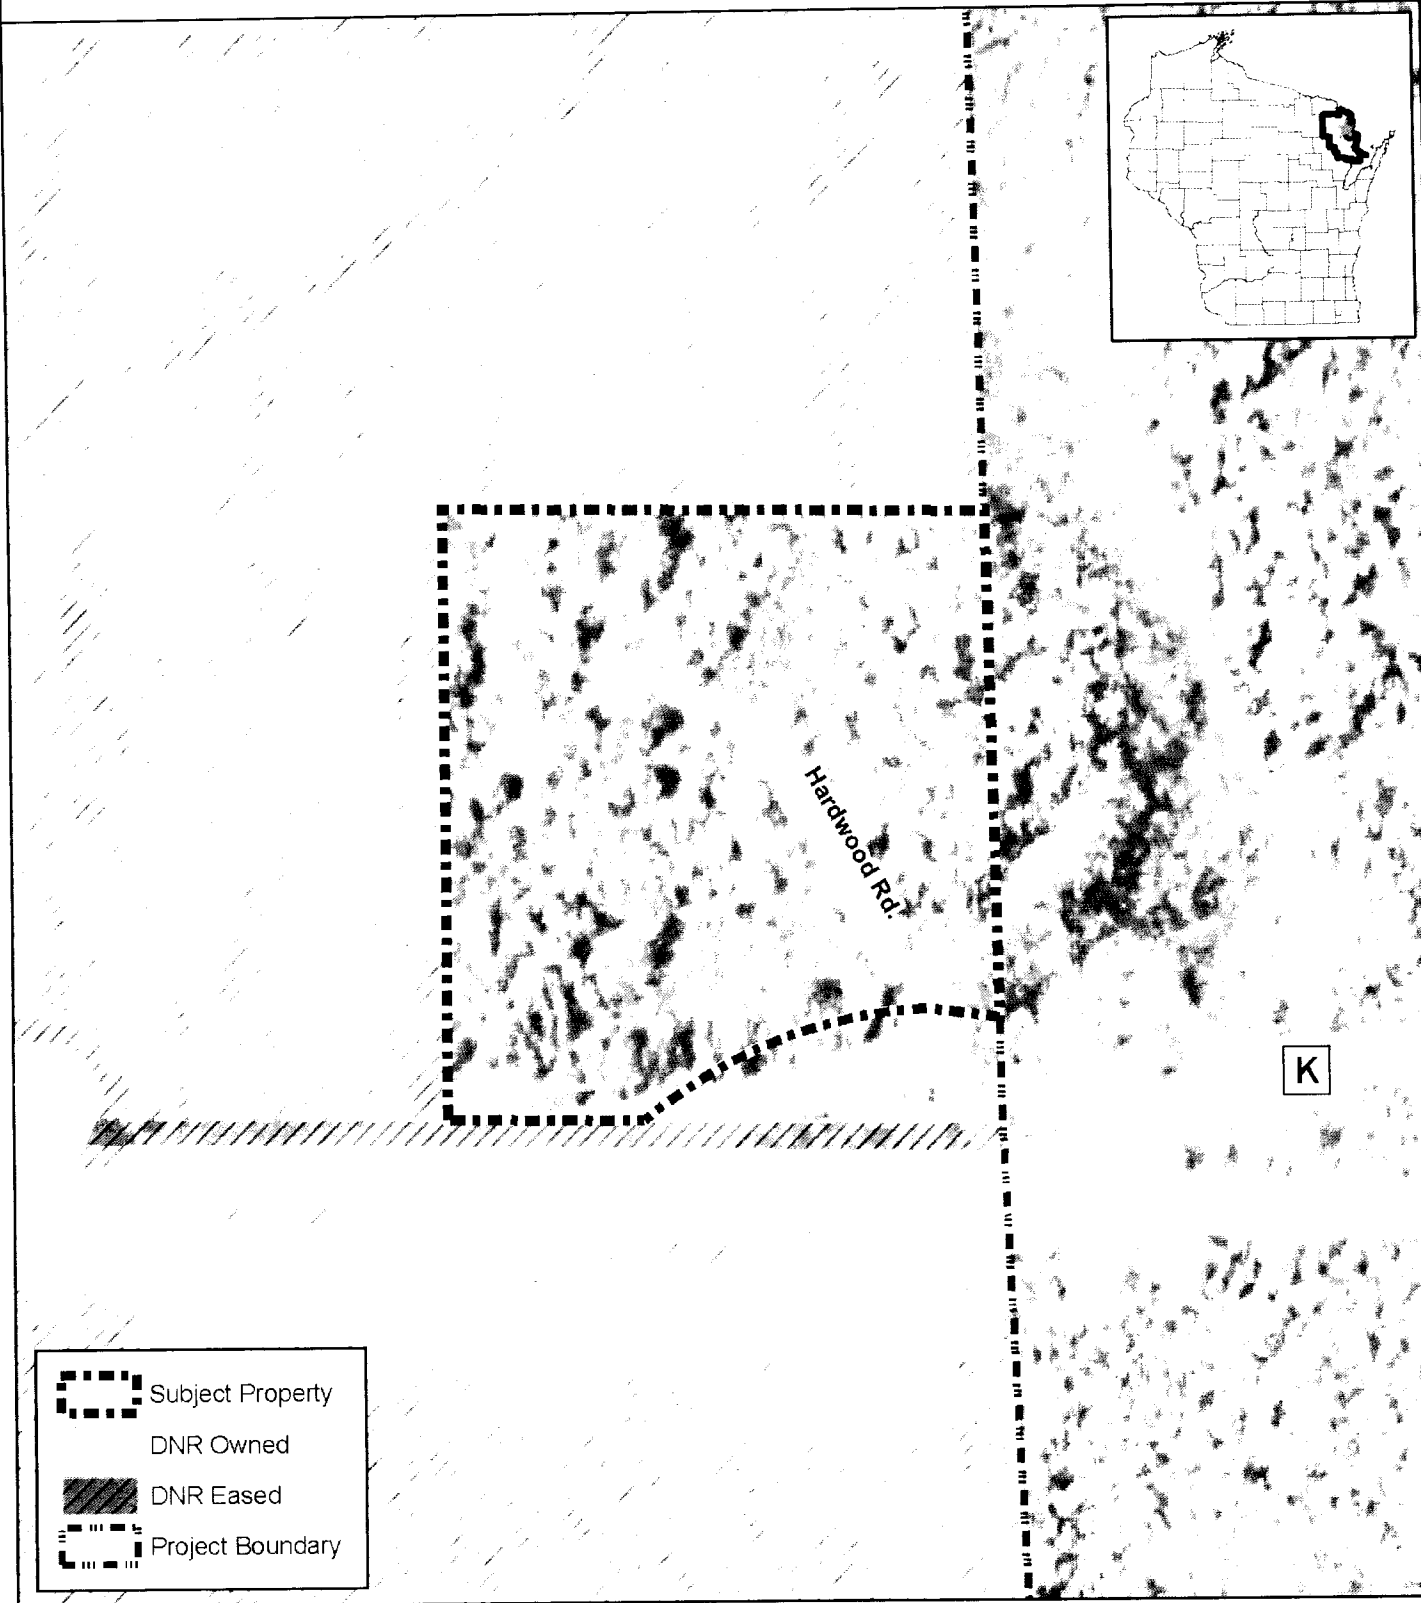 Hardwood Rd.
K
Subject Property
DNR Owned
DNR Eased
Project Boundary